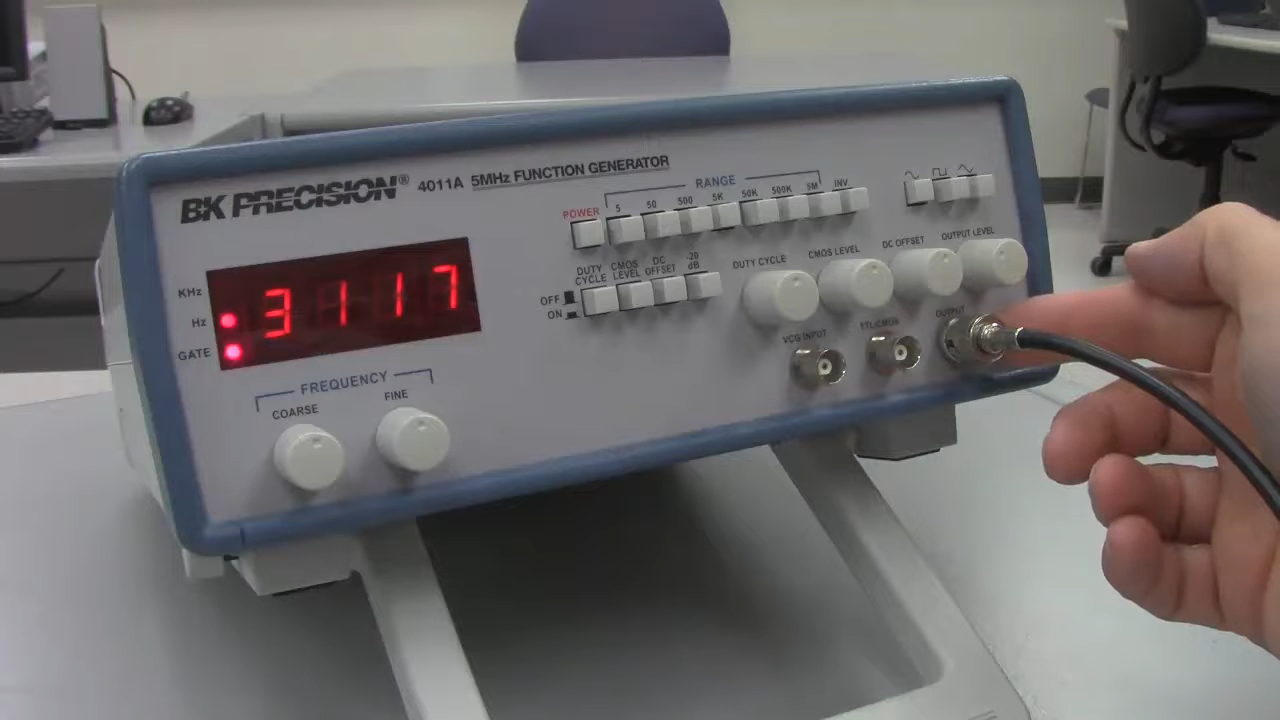 BK PRECISION® 4011A 5MHz FUNCTION GENERATOR
RANGE
POWER 5 50 500 5K 50K 500K 5M INV
KHz
Hz
GATE
3117
DUTY CYCLE CMOS LEVEL DC OFFSET -20 dB
OFF
ON
DUTY CYCLE CMOS LEVEL DC OFFSET OUTPUT LEVEL
VCG INPUT TTL/CMOS OUTPUT
FREQUENCY
COARSE FINE